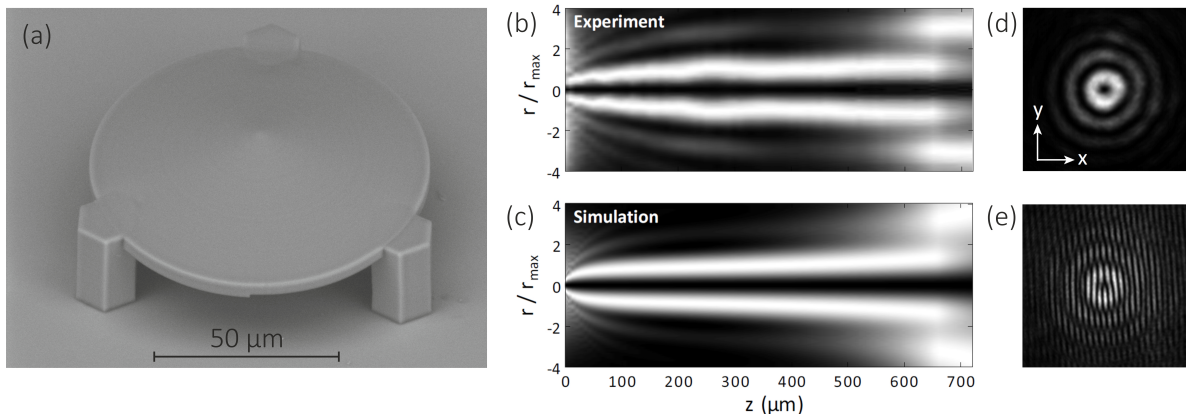 (a)
50 µm
(b)
Experiment
4
2
0
-2
-4
r / r_max
(c)
Simulation
4
2
0
-2
-4
r / r_max
0 100 200 300 400 500 600 700
z (µm)
(d)
y
x
(e)